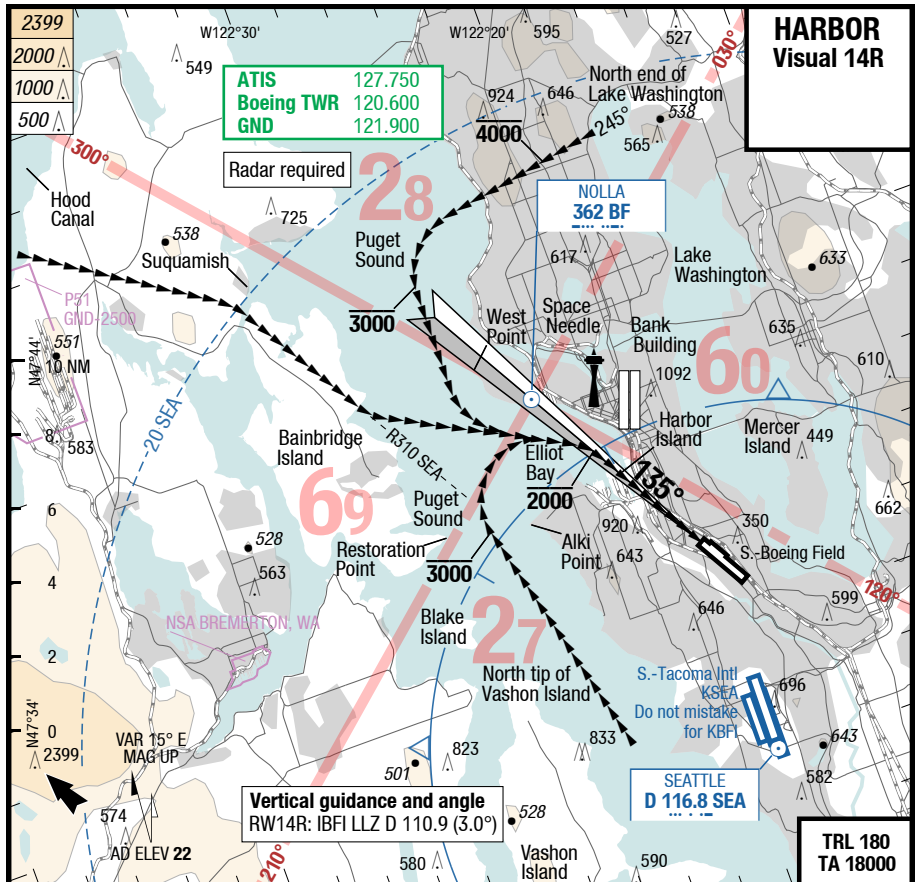 2399
2000
1000
500
W122°30'
549
ATIS 127.750
Boeing TWR 120.600
GND 121.900
W122°20'
595
527
030°
HARBOR
Visual 14R
North end of
Lake Washington
924
646
538
565
245°
4000
300°
Radar required
Hood
Canal
725
28
NOLLA
362 BF
538
Suquamish
Puget
Sound
617
Lake
Washington
633
P51
GND-2500
3000
West
Point
Space
Needle
Bank
Building
635
551
10 NM
N47°44'
1092
60
610
20 SEA
8
583
R310 SEA
Harbor
Island
Mercer
Island
449
Bainbridge
Island
Elliot
Bay
2000
135°
69
Puget
Sound
6
662
920
350
528
Restoration
Point
Alki
Point
643
S.-Boeing Field
3000
4
563
27
120°
599
NSA BREMERTON, WA
Blake
Island
646
2
North tip of
Vashon Island
S.-Tacoma Intl
KSEA
Do not mistake
for KBFI
696
N47°34'
0
VAR 15° E
MAG UP
2399
823
833
643
501
SEATTLE
D 116.8 SEA
582
Vertical guidance and angle
RW14R: IBFI LLZ D 110.9 (3.0°)
528
574
AD ELEV 22
210°
580
Vashon
Island
590
TRL 180
TA 18000